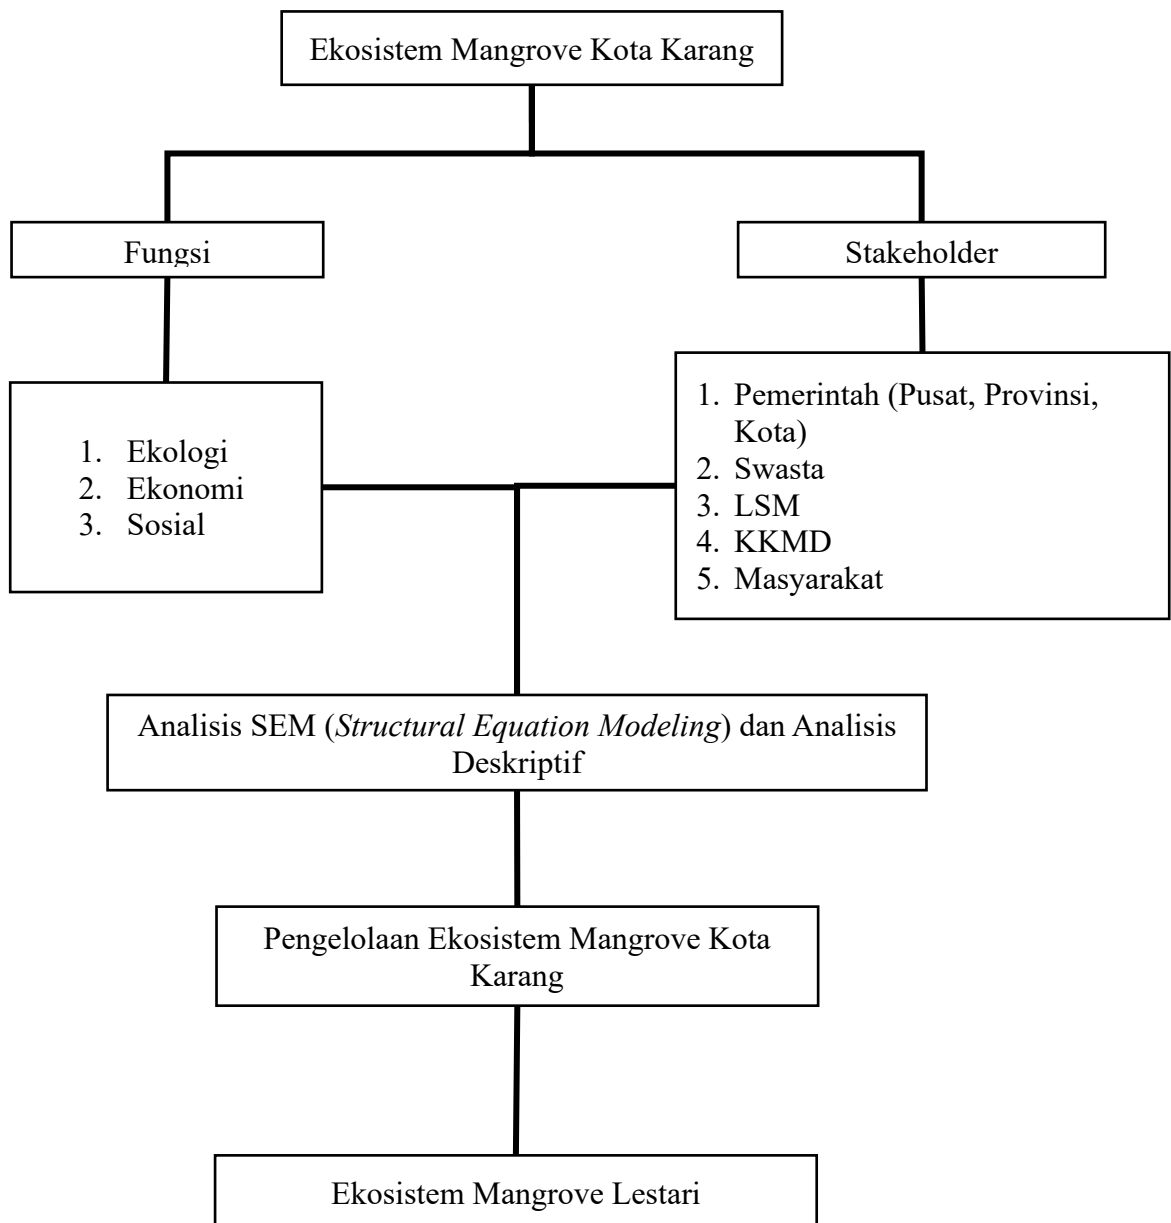 Ekosistem Mangrove Kota Karang
Fungsi
Stakeholder
1. Ekologi
2. Ekonomi
3. Sosial
1. Pemerintah (Pusat, Provinsi,
Kota)
2. Swasta
3. LSM
4. KKMD
5. Masyarakat
Analisis SEM (Structural Equation Modeling) dan Analisis
Deskriptif
Pengelolaan Ekosistem Mangrove Kota
Karang
Ekosistem Mangrove Lestari